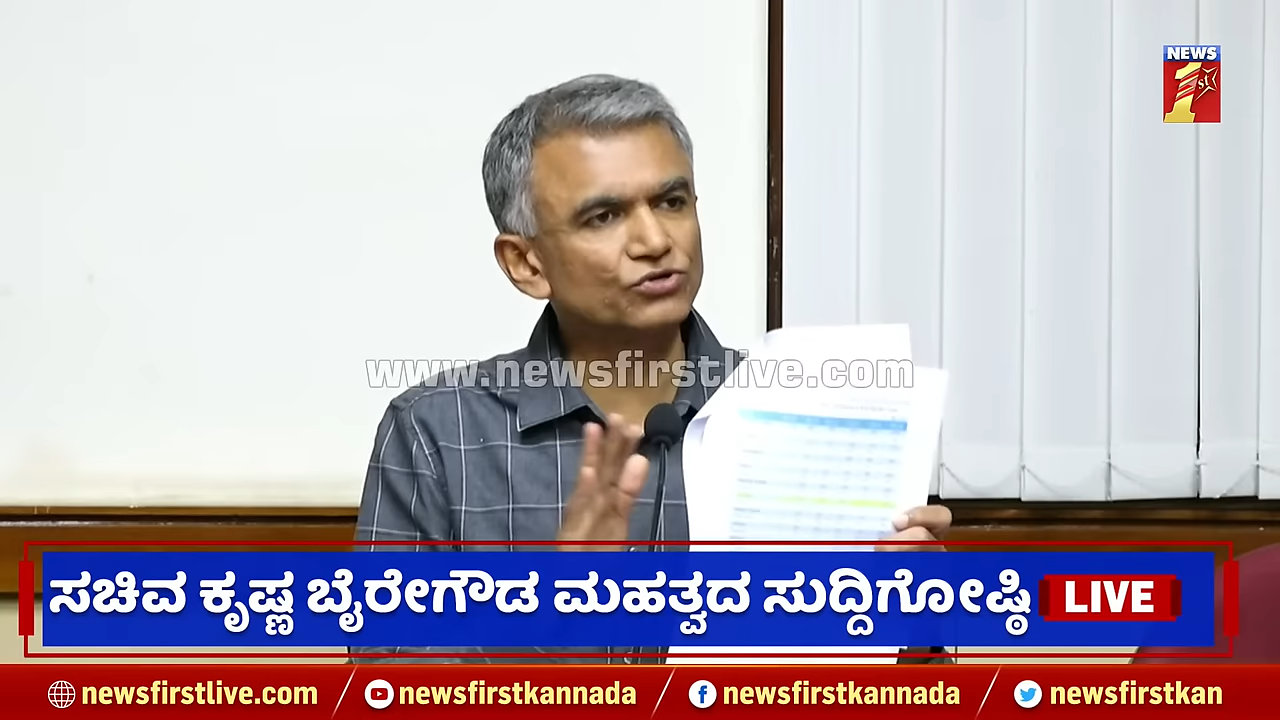 NEWS
1st
www.newsfirstlive.com
ಸಚಿವ ಕೃಷ್ಣ ಬೈರೇಗೌಡ ಮಹತ್ವದ ಸುದ್ದಿಗೋಷ್ಠಿ LIVE
newsfirstlive.com newsfirstkannada newsfirstkannada newsfirstkan